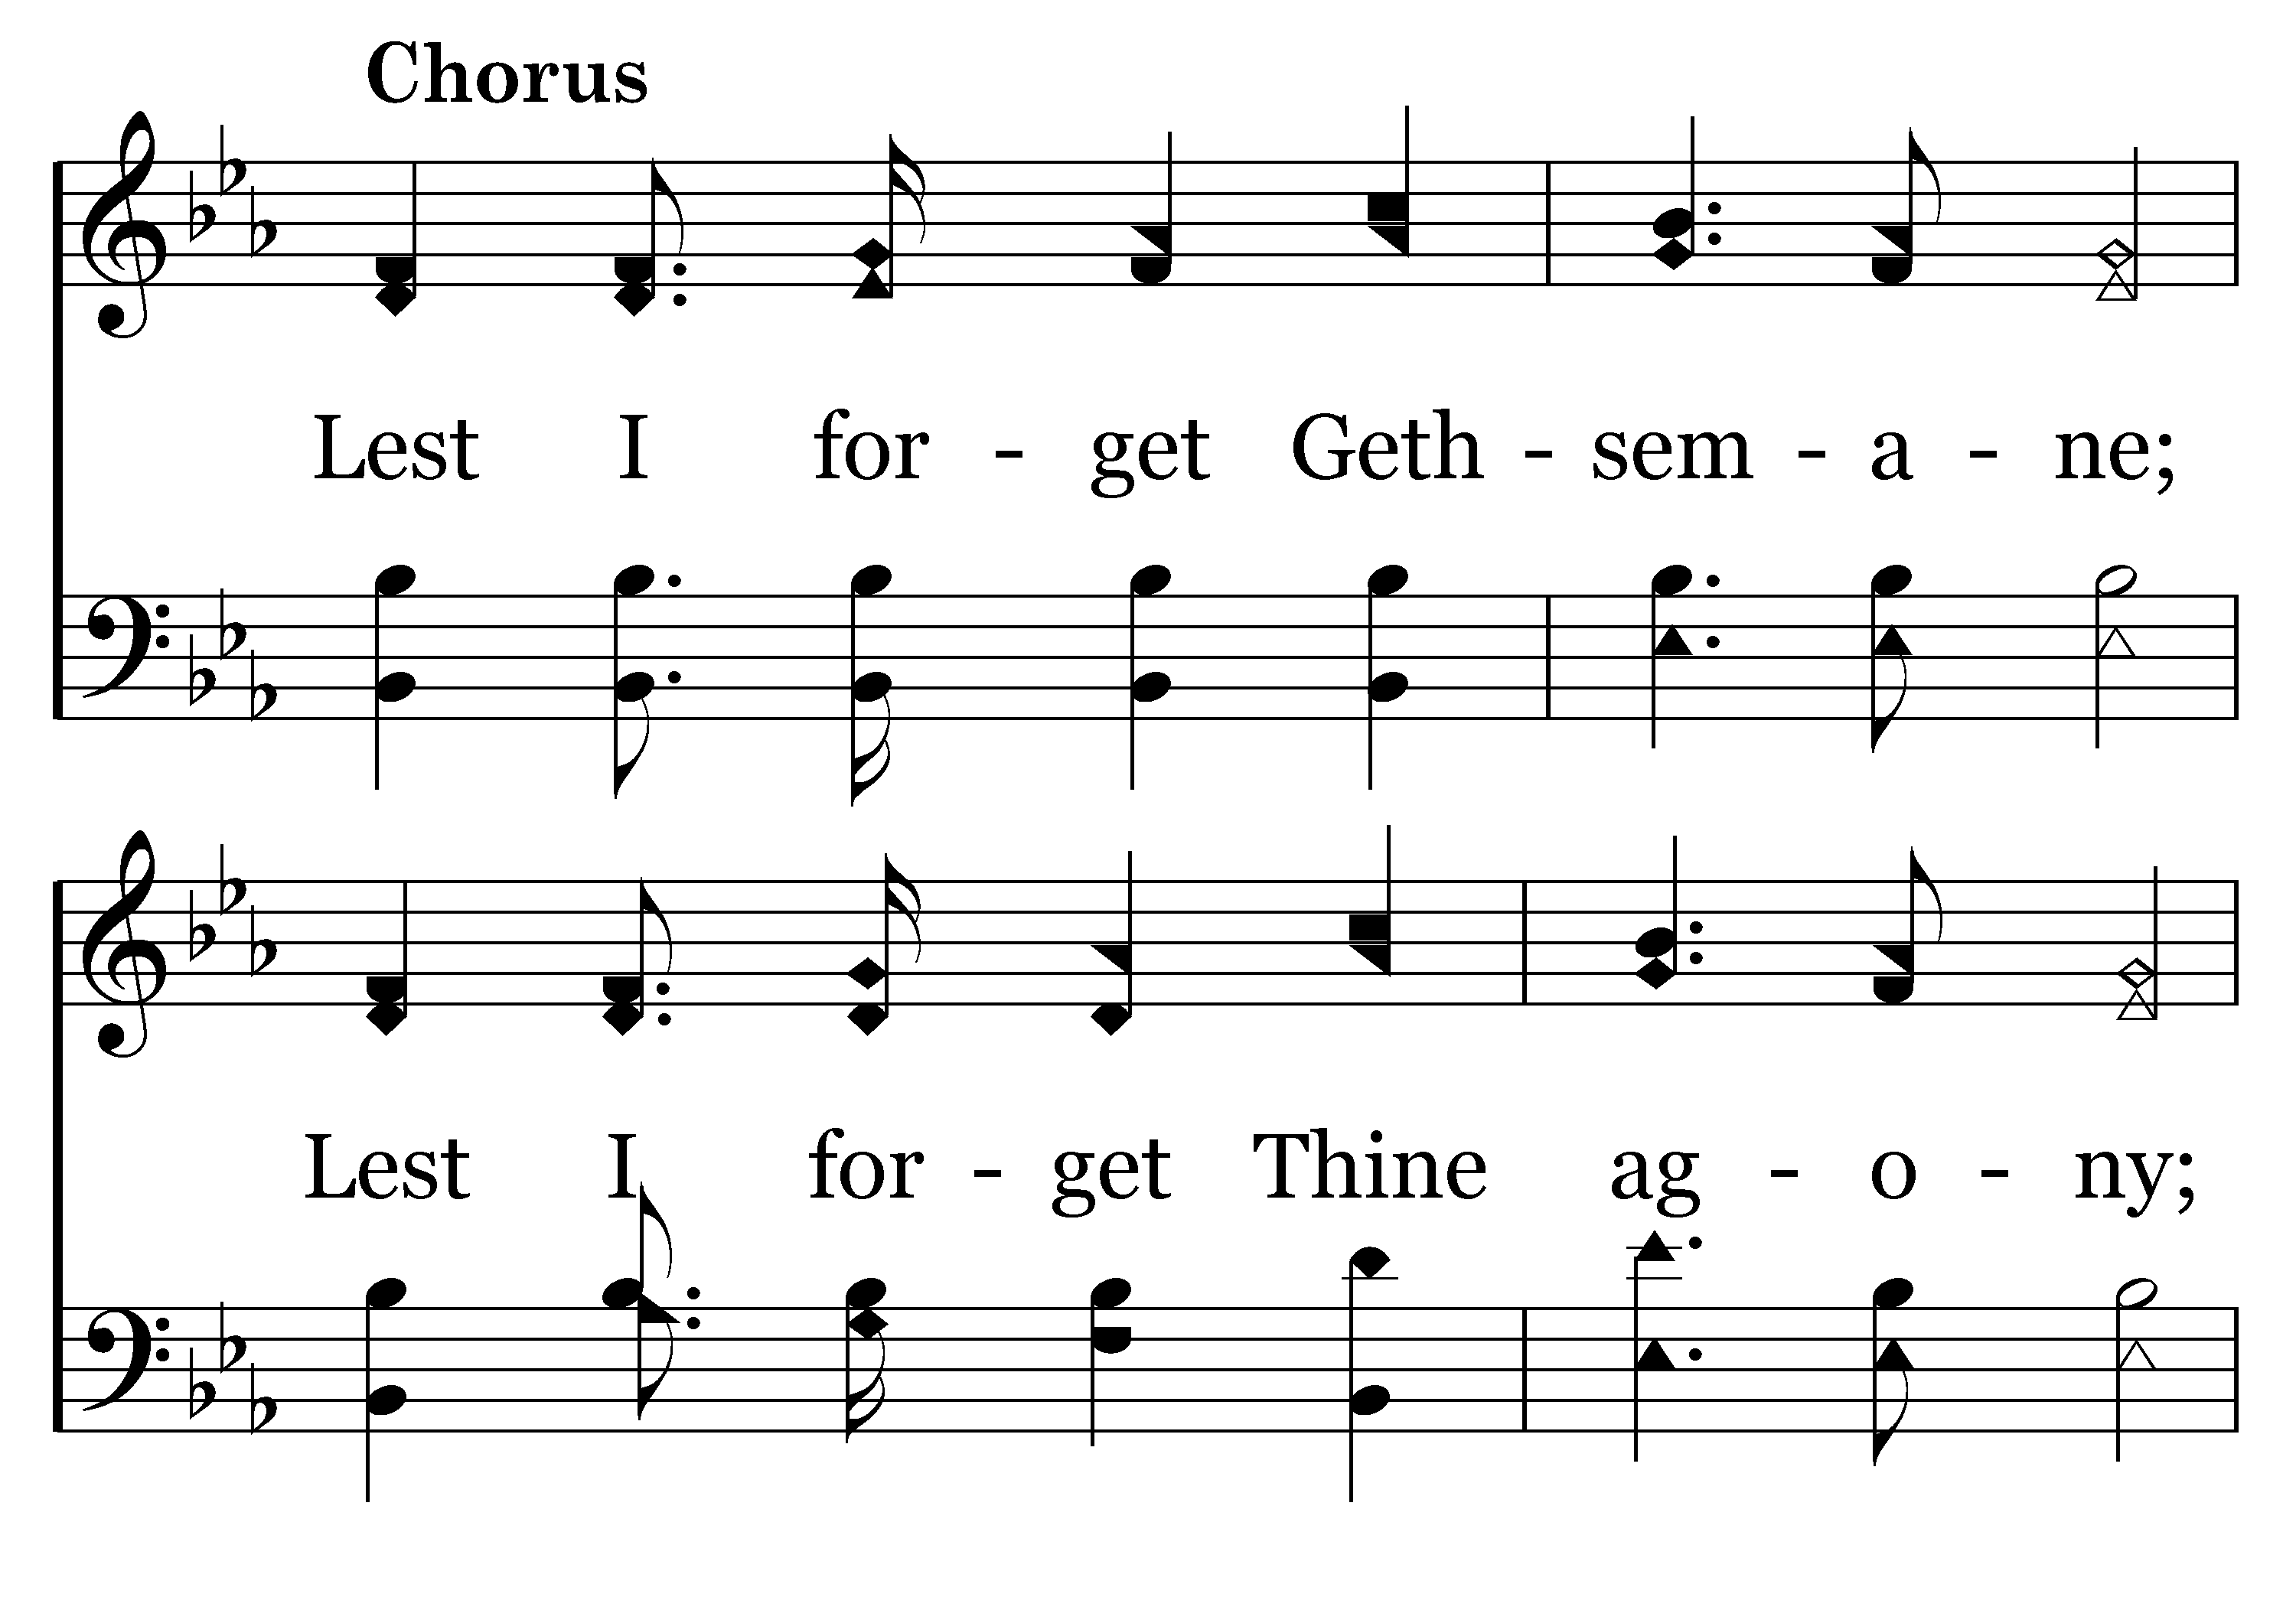 Chorus
Lest I for - get Geth - sem - a - ne;
Lest I for - get Thine ag - o - ny;